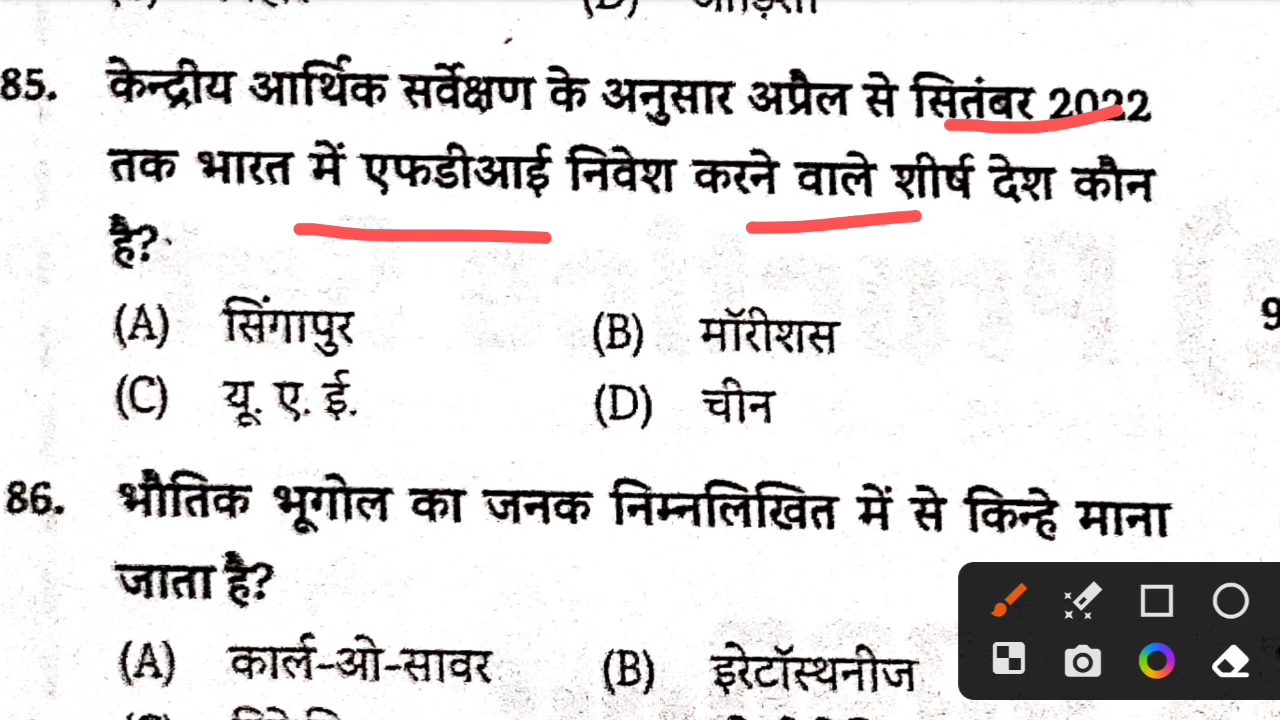 85. केन्द्रीय आर्थिक सर्वेक्षण के अनुसार अप्रैल से सितंबर 2022
तक भारत में एफडीआई निवेश करने वाले शीर्ष देश कौन
है?
(A) सिंगापुर (B) मॉरीशस
(C) यू. ए. ई. (D) चीन
86. भौतिक भूगोल का जनक निम्नलिखित में से किन्हे माना
जाता है?
(A) कार्ल-ओ-सावर (B) इरेटॉस्थनीज